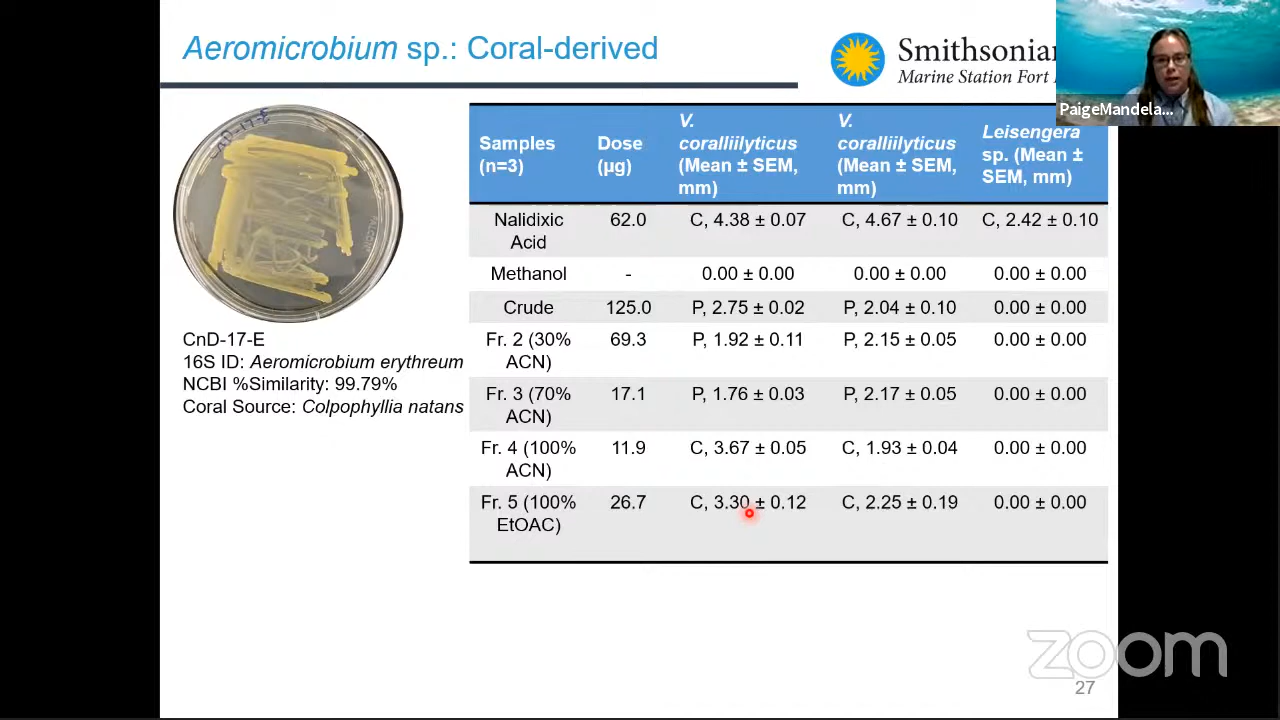 Aeromicrobium sp.: Coral-derived
Smithsonian
Marine Station Fort
PaigeMandela...
CnD-17-E
16S ID: Aeromicrobium erythreum
NCBI %Similarity: 99.79%
Coral Source: Colpophyllia natans
Samples (n=3) Dose (µg) V. coralliilyticus (Mean ± SEM, mm) V. coralliilyticus (Mean ± SEM, mm) Leisengera sp. (Mean ± SEM, mm)
Nalidixic Acid 62.0 C, 4.38 ± 0.07 C, 4.67 ± 0.10 C, 2.42 ± 0.10
Methanol - 0.00 ± 0.00 0.00 ± 0.00 0.00 ± 0.00
Crude 125.0 P, 2.75 ± 0.02 P, 2.04 ± 0.10 0.00 ± 0.00
Fr. 2 (30% ACN) 69.3 P, 1.92 ± 0.11 P, 2.15 ± 0.05 0.00 ± 0.00
Fr. 3 (70% ACN) 17.1 P, 1.76 ± 0.03 P, 2.17 ± 0.05 0.00 ± 0.00
Fr. 4 (100% ACN) 11.9 C, 3.67 ± 0.05 C, 1.93 ± 0.04 0.00 ± 0.00
Fr. 5 (100% EtOAC) 26.7 C, 3.30 ± 0.12 C, 2.25 ± 0.19 0.00 ± 0.00
zoom
27